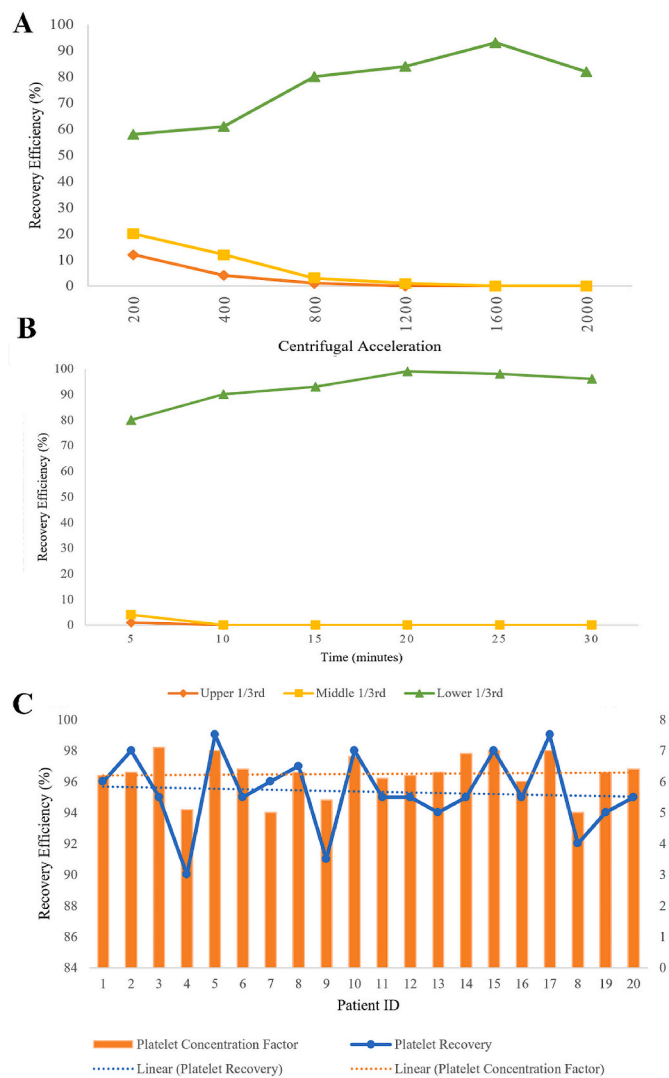 A
100
90
80
70
60
50
40
30
20
10
0
Recovery Efficiency (%)
200 400 800 1200 1600 2000
Centrifugal Acceleration
B
100
90
80
70
60
50
40
30
20
10
0
Recovery Efficiency (%)
5 10 15 20 25 30
Time (minutes)
Upper 1/3rd Middle 1/3rd Lower 1/3rd
C
100 8
98 7
96 6
94 5
92 4
90 3
88 2
86 1
84 0
Recovery Efficiency (%)
1 2 3 4 5 6 7 8 9 10 11 12 13 14 15 16 17 8 19 20
Patient ID
Platelet Concentration Factor Platelet Recovery
Linear (Platelet Recovery) Linear (Platelet Concentration Factor)